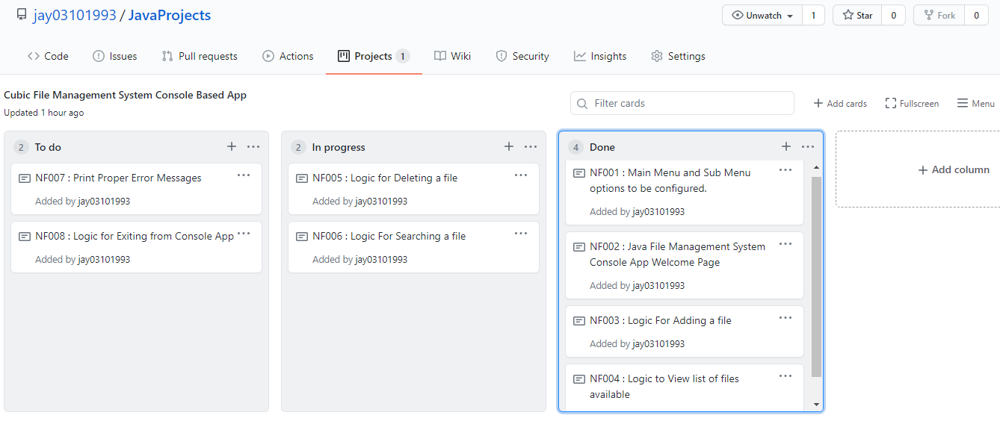 jay03101993 / JavaProjects
Unwatch 1 Star 0 Fork 0
Code Issues Pull requests Actions Projects 1 Wiki Security Insights Settings
Cubic File Management System Console Based App
Updated 1 hour ago
Filter cards
Add cards Fullscreen Menu
2 To do
NF007 : Print Proper Error Messages
Added by jay03101993
NF008 : Logic for Exiting from Console App
Added by jay03101993
2 In progress
NF005 : Logic for Deleting a file
Added by jay03101993
NF006 : Logic For Searching a file
Added by jay03101993
4 Done
NF001 : Main Menu and Sub Menu
options to be configured.
Added by jay03101993
NF002 : Java File Management System
Console App Welcome Page
Added by jay03101993
NF003 : Logic For Adding a file
Added by jay03101993
NF004 : Logic to View list of files
available
Add column